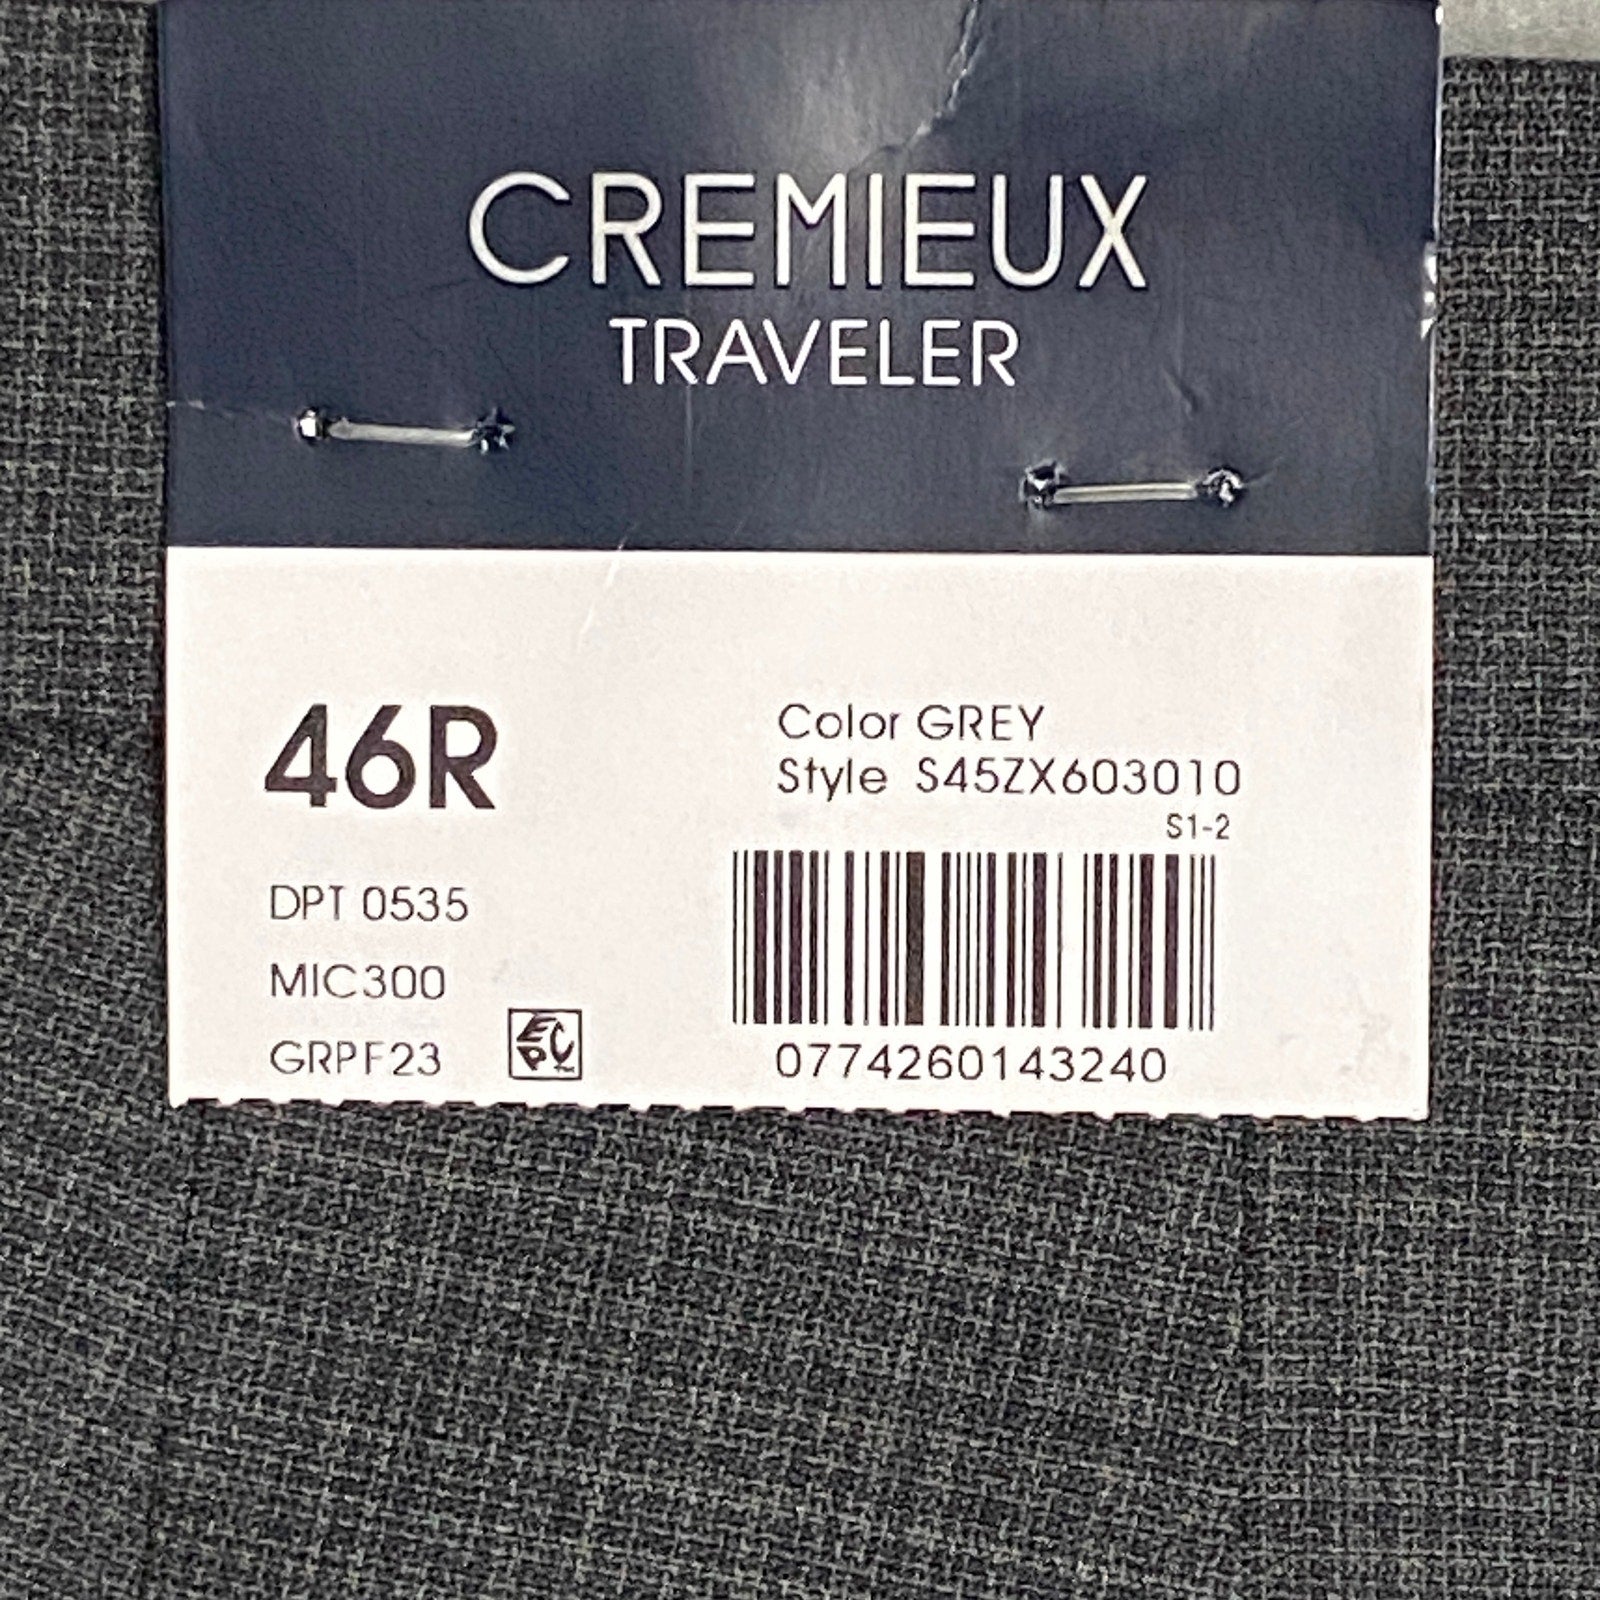 CREMIEUX
TRAVELER
46R
Color GREY
Style S45ZX603010
S1-2
DPT 0535
MIC300
GRPF23
0774260143240